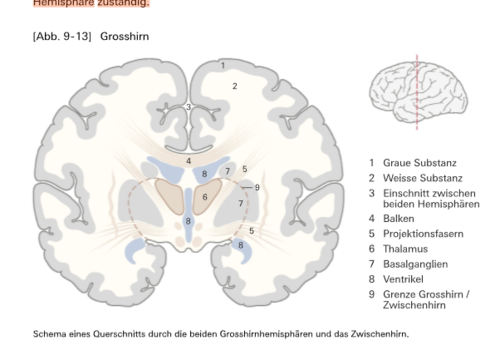 Hemisphäre zuständig.
[Abb. 9-13] Grosshirn
1
2
3
4
8
7
5
9
6
7
8
5
8
1 Graue Substanz
2 Weisse Substanz
3 Einschnitt zwischen
beiden Hemisphären
4 Balken
5 Projektionsfasern
6 Thalamus
7 Basalganglien
8 Ventrikel
9 Grenze Grosshirn /
Zwischenhirn
Schema eines Querschnitts durch die beiden Grosshirnhemisphären und das Zwischenhirn.